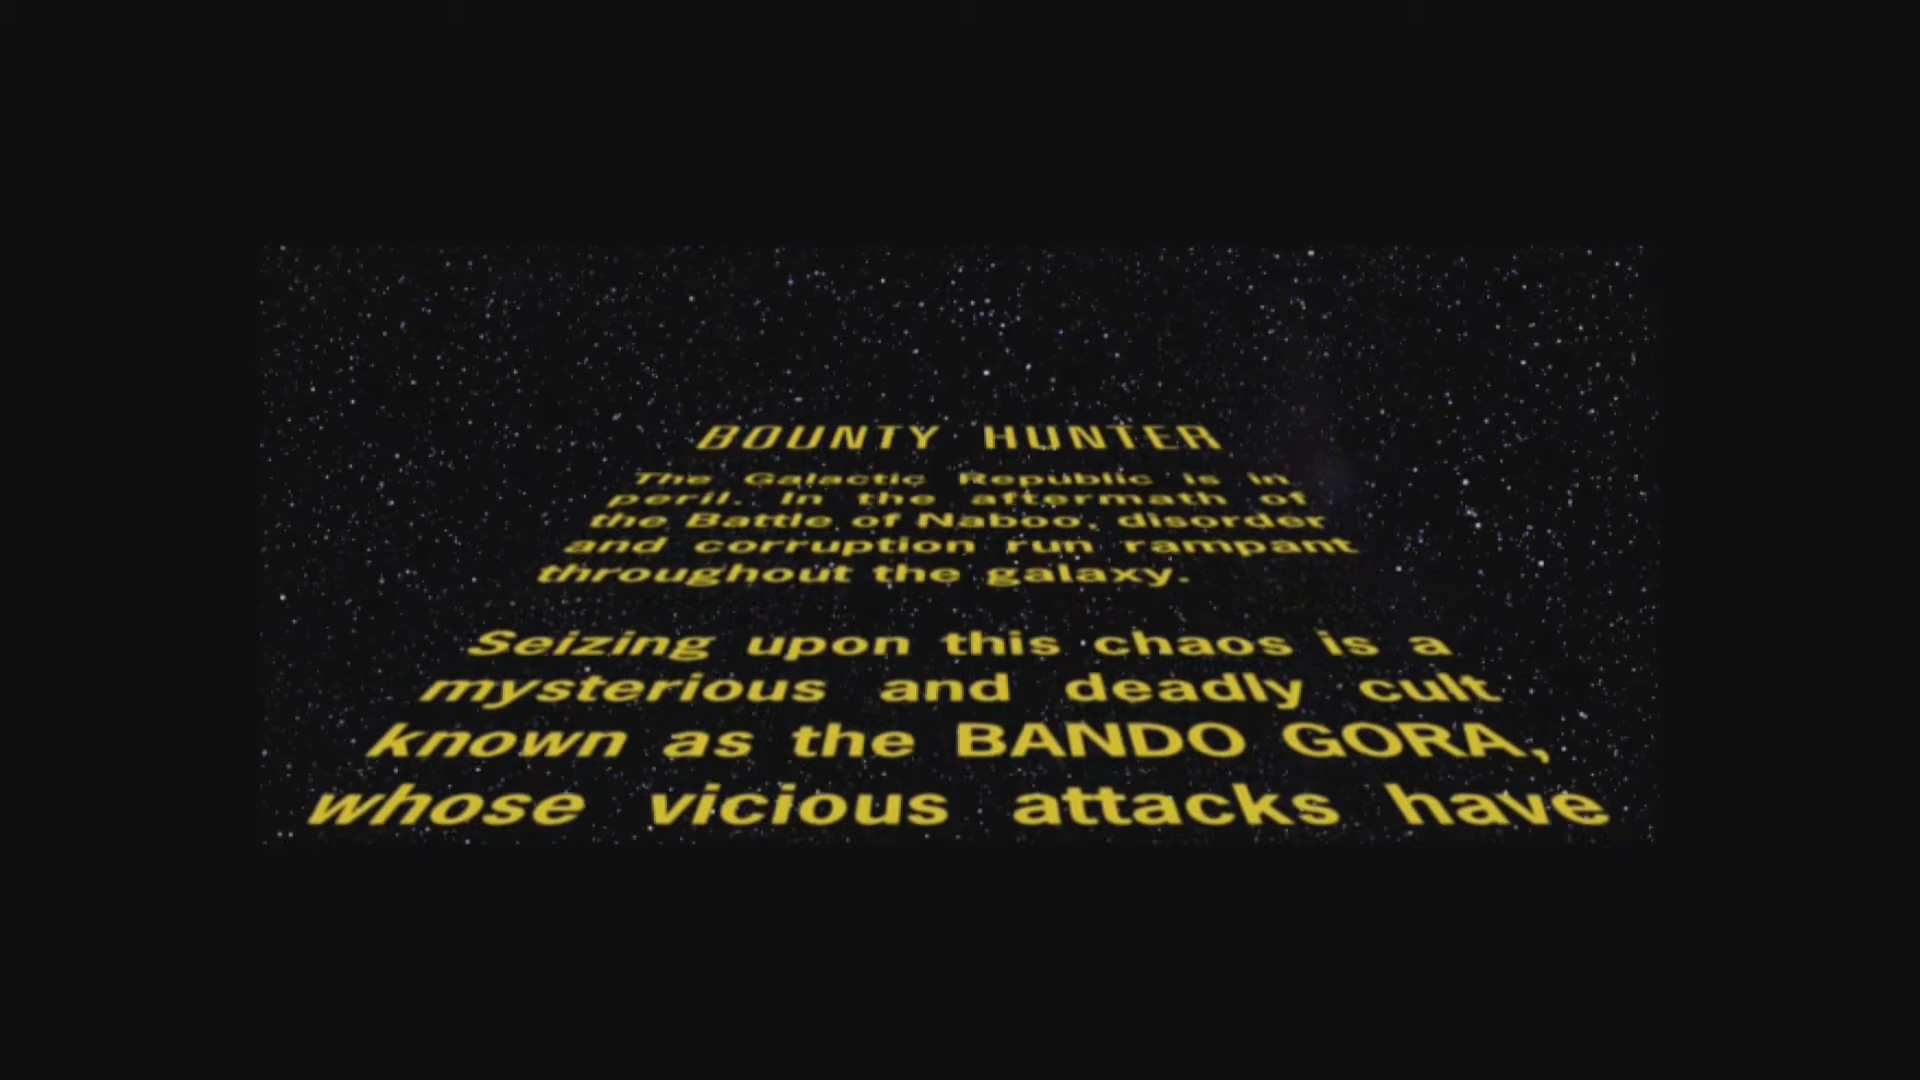 BOUNTY HUNTER
The Galactic Republic is in
peril. In the aftermath of
the Battle of Naboo, disorder
and corruption run rampant
throughout the galaxy.
Seizing upon this chaos is a
mysterious and deadly cult
known as the BANDO GORA,
whose vicious attacks have